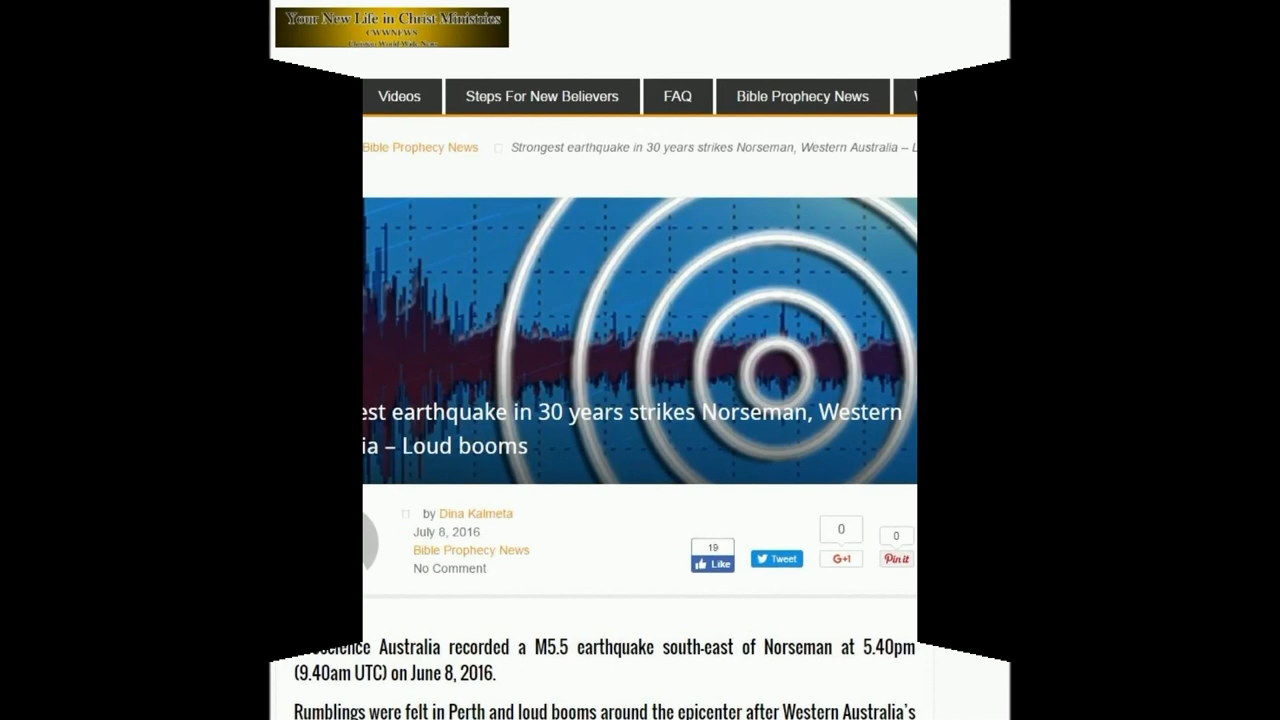 Your New Life in Christ Ministries
CWWNEWS
Christian World Wide News
Videos Steps For New Believers FAQ Bible Prophecy News
Bible Prophecy News Strongest earthquake in 30 years strikes Norseman, Western Australia – L
est earthquake in 30 years strikes Norseman, Western
ia – Loud booms
by Dina Kalmeta
July 8, 2016
Bible Prophecy News
No Comment
19
Like
Tweet
0
G+1
0
Pin it
Australia recorded a M5.5 earthquake south-east of Norseman at 5.40pm
(9.40am UTC) on June 8, 2016.
Rumblings were felt in Perth and loud booms around the epicenter after Western Australia's